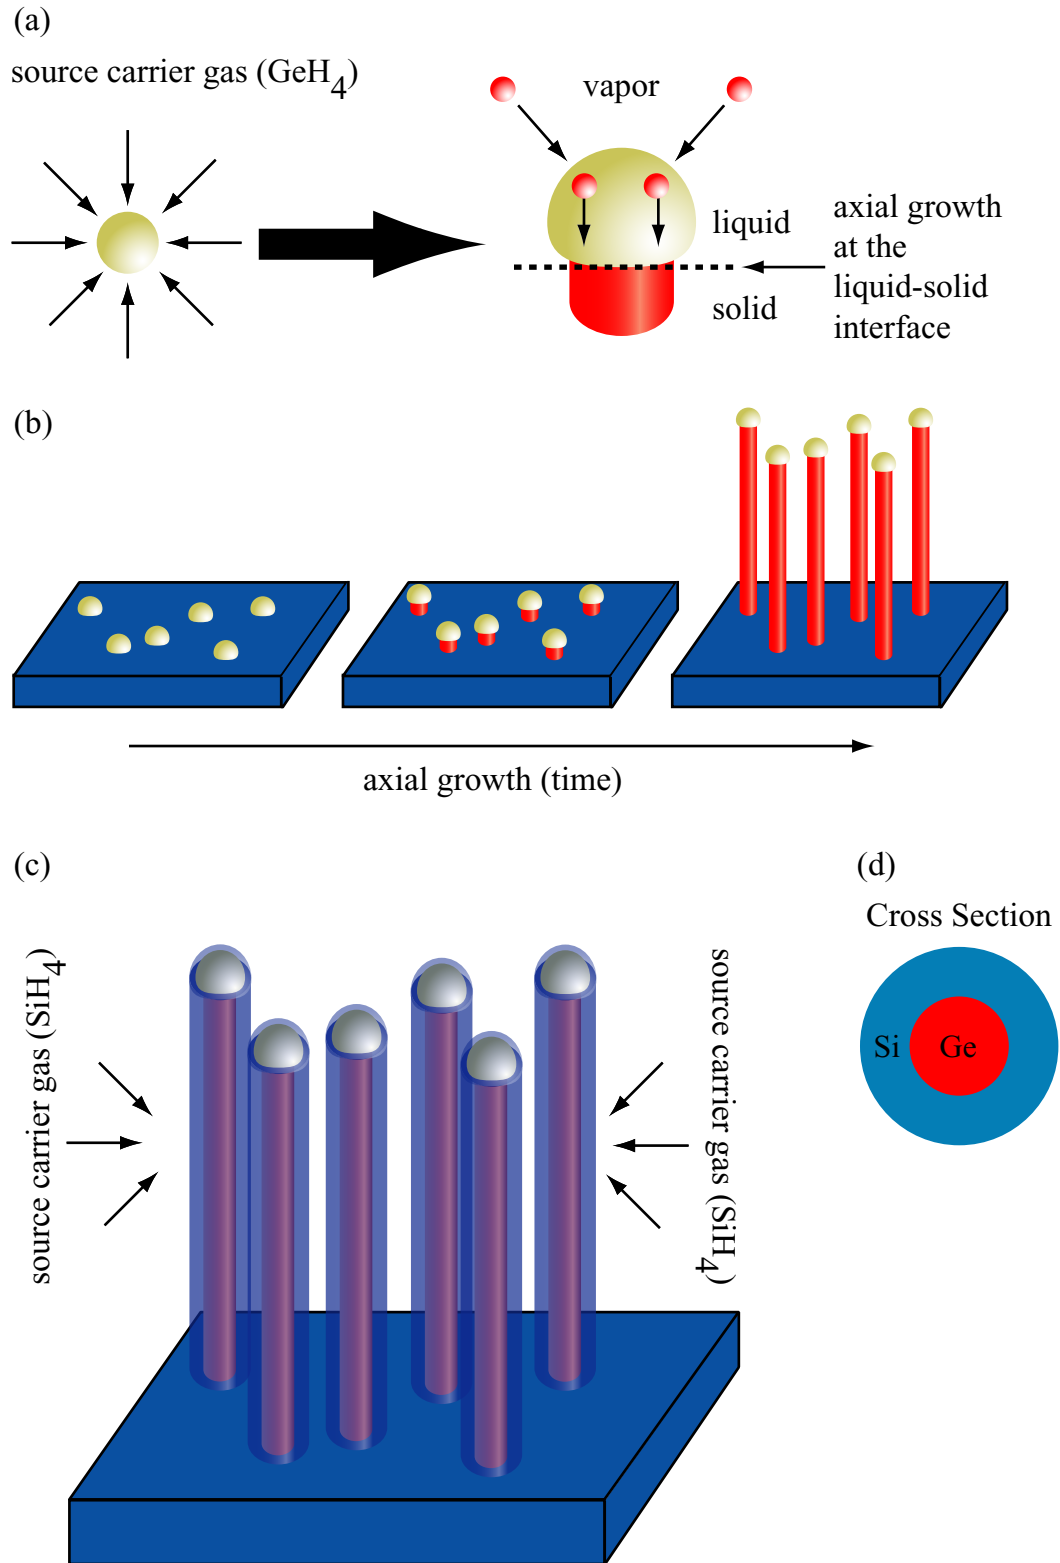 (a)
source carrier gas (GeH4)
vapor
liquid
solid
axial growth
at the
liquid-solid
interface
(b)
axial growth (time)
(c)
source carrier gas (SiH4)
source carrier gas (SiH4)
(d)
Cross Section
Si
Ge